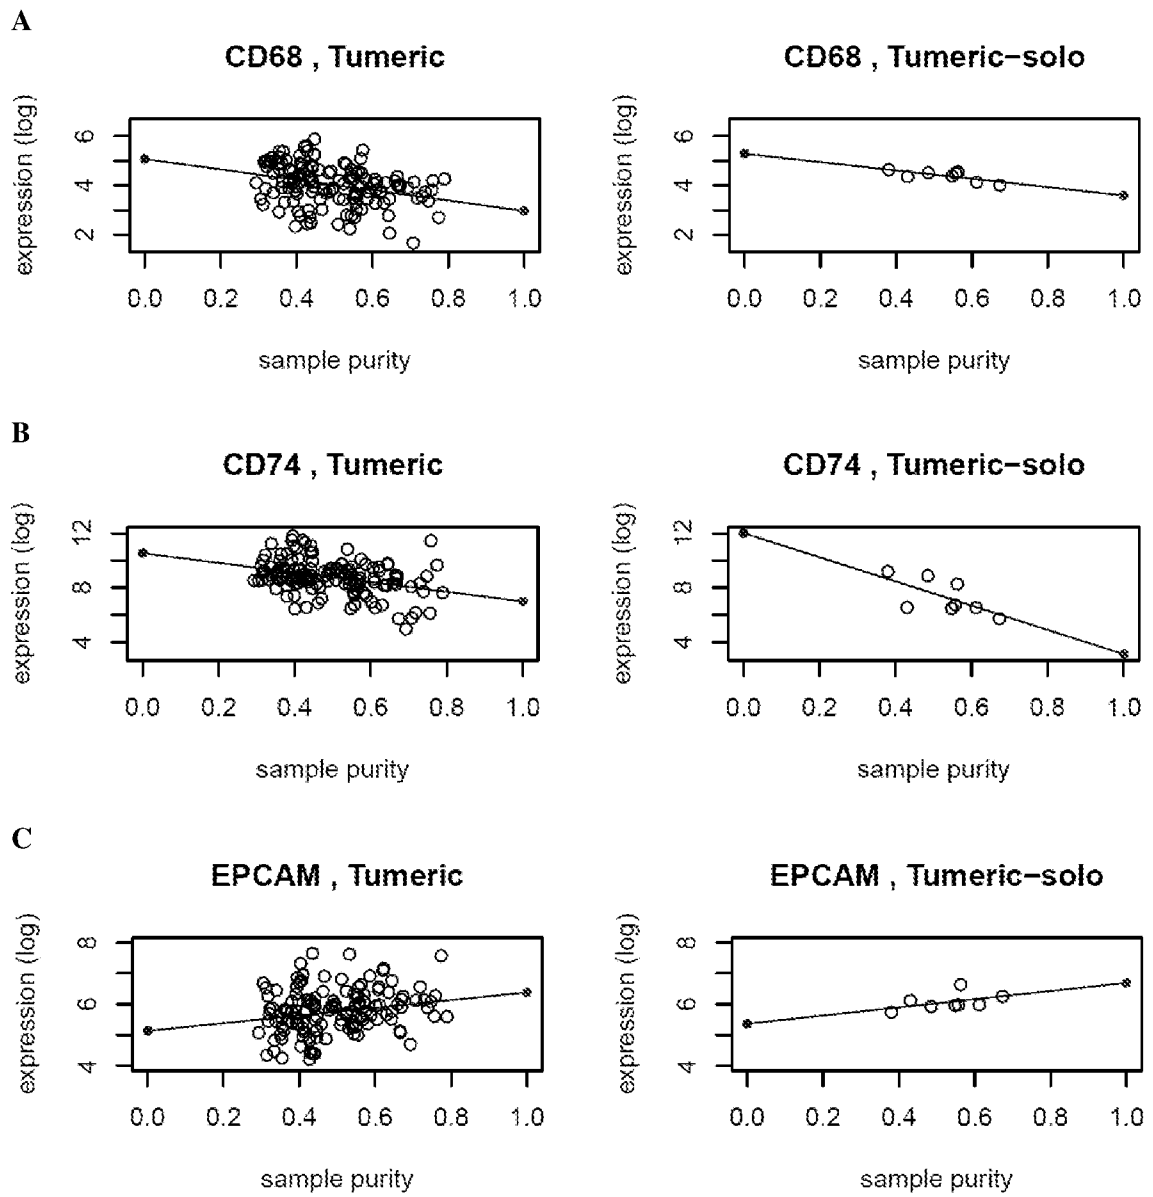 A
CD68 , Tumeric
expression (log)
6
4
2
0.0 0.2 0.4 0.6 0.8 1.0
sample purity
CD68 , Tumeric−solo
expression (log)
6
4
2
0.0 0.2 0.4 0.6 0.8 1.0
sample purity
B
CD74 , Tumeric
expression (log)
12
8
4
0.0 0.2 0.4 0.6 0.8 1.0
sample purity
CD74 , Tumeric−solo
expression (log)
12
8
4
0.0 0.2 0.4 0.6 0.8 1.0
sample purity
C
EPCAM , Tumeric
expression (log)
8
6
4
0.0 0.2 0.4 0.6 0.8 1.0
sample purity
EPCAM , Tumeric−solo
expression (log)
8
6
4
0.0 0.2 0.4 0.6 0.8 1.0
sample purity